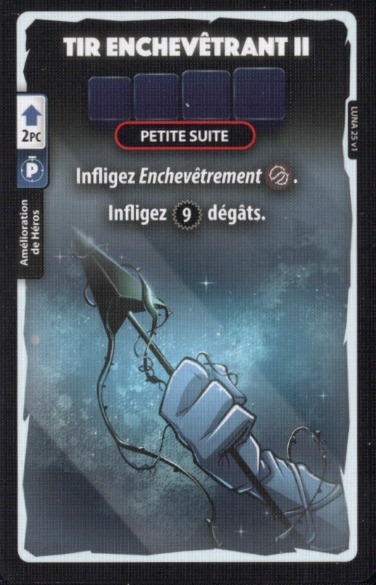 TIR ENCHEVÊTRANT II
PETITE SUITE
2PC
P
Amélioration
de Héros
LUNA 25 v1
Infligez Enchevêtrement .
Infligez 9 dégâts.